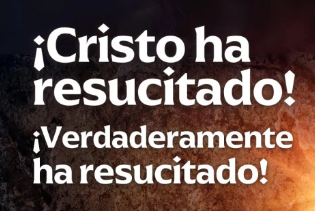 ¡Cristo ha
resucitado!
¡Verdaderamente
ha resucitado!